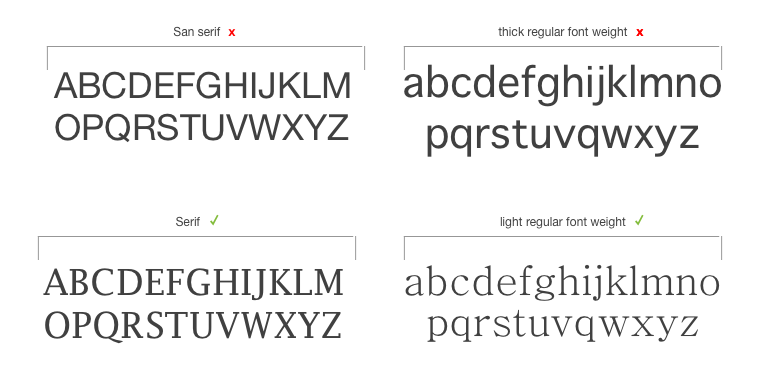 San serif x
ABCDEFGHIJKLM
OPQRSTUVWXYZ
thick regular font weight x
abcdefghijklmno
pqrstuvqwxyz
Serif ✓
ABCDEFGHIJKLM
OPQRSTUVWXYZ
light regular font weight ✓
abcdefghijklmno
pqrstuvqwxyz